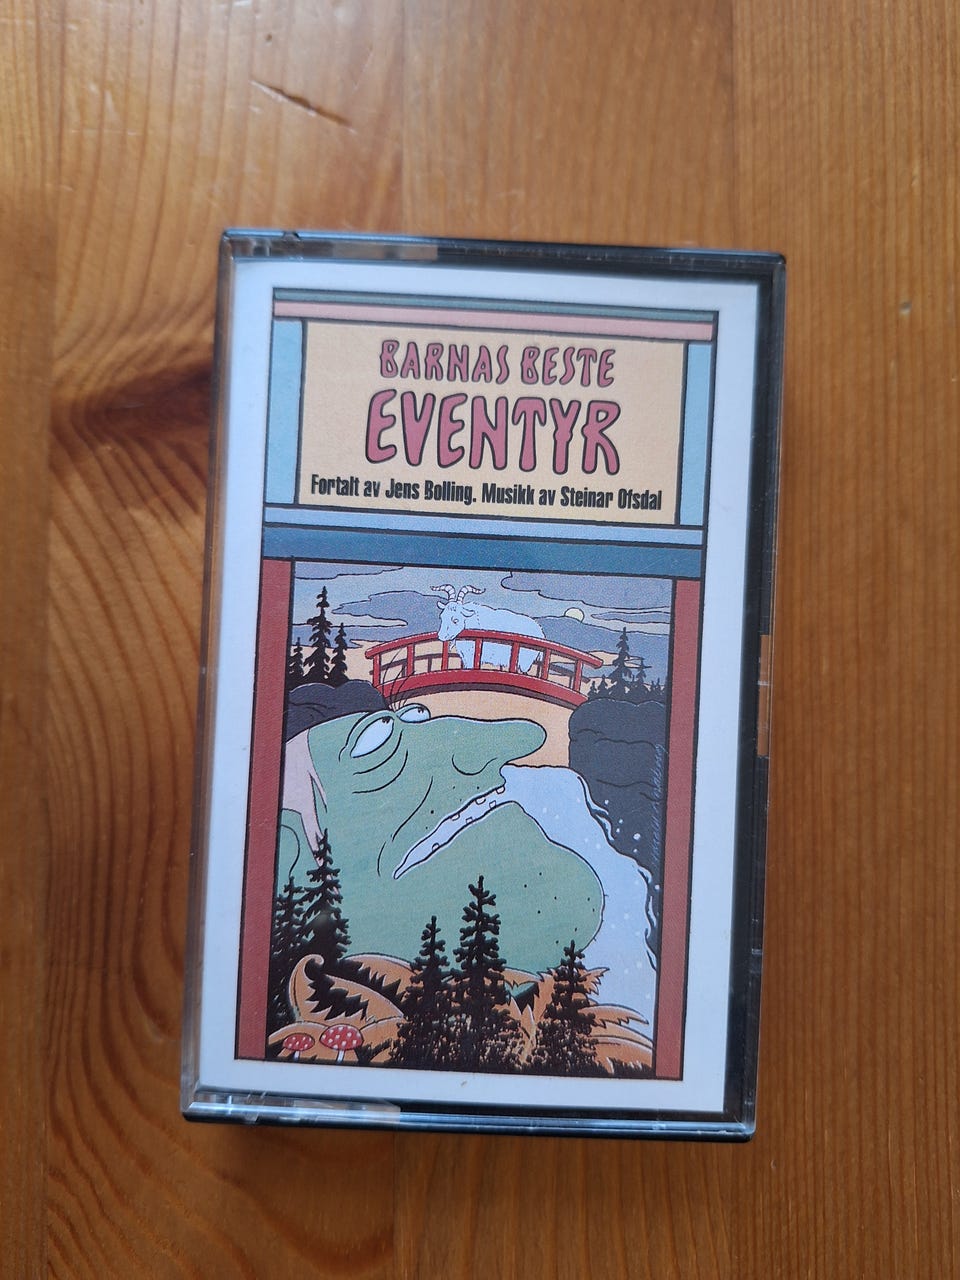 BARNAS BESTE
EVENTYR
Fortalt av Jens Bolling. Musikk av Steinar Ofsdal